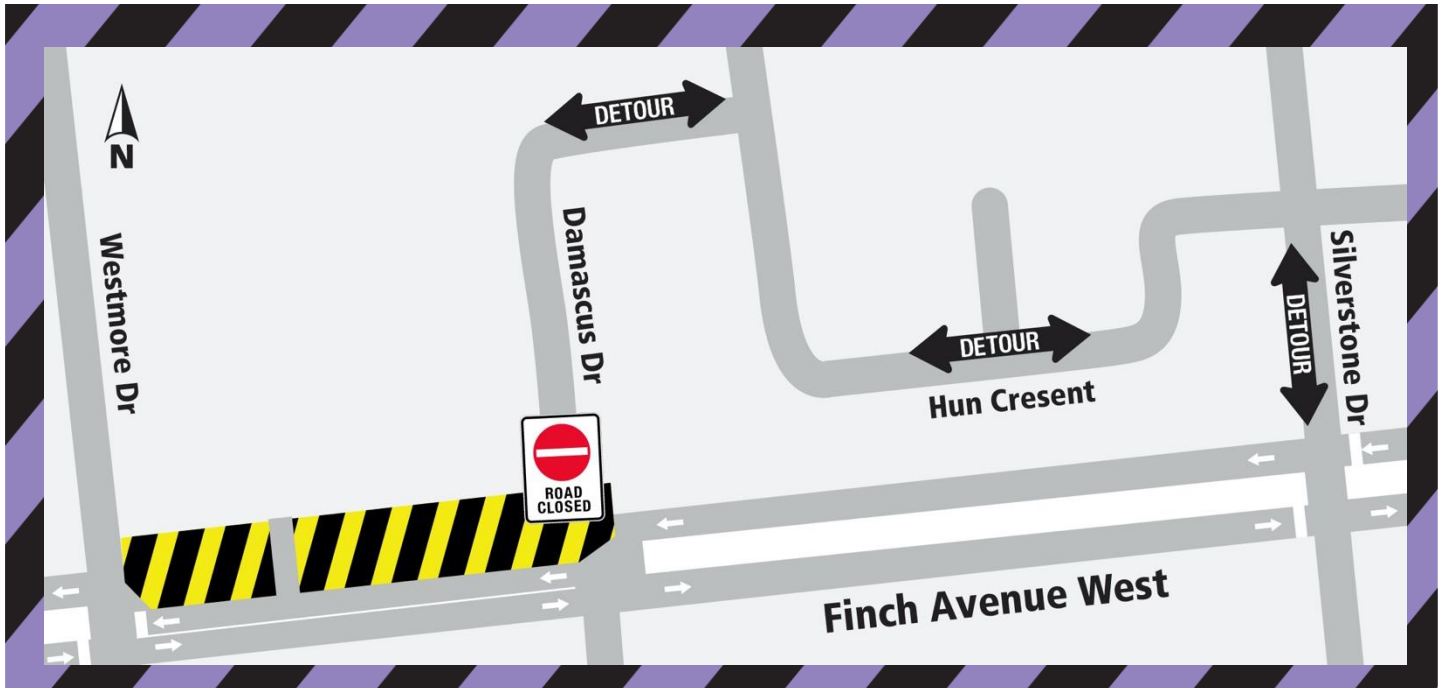 DETOUR
N
Westmore Dr
Damascus Dr
DETOUR
Hun Cresent
DETOUR
Silverstone Dr
ROAD
CLOSED
Finch Avenue West